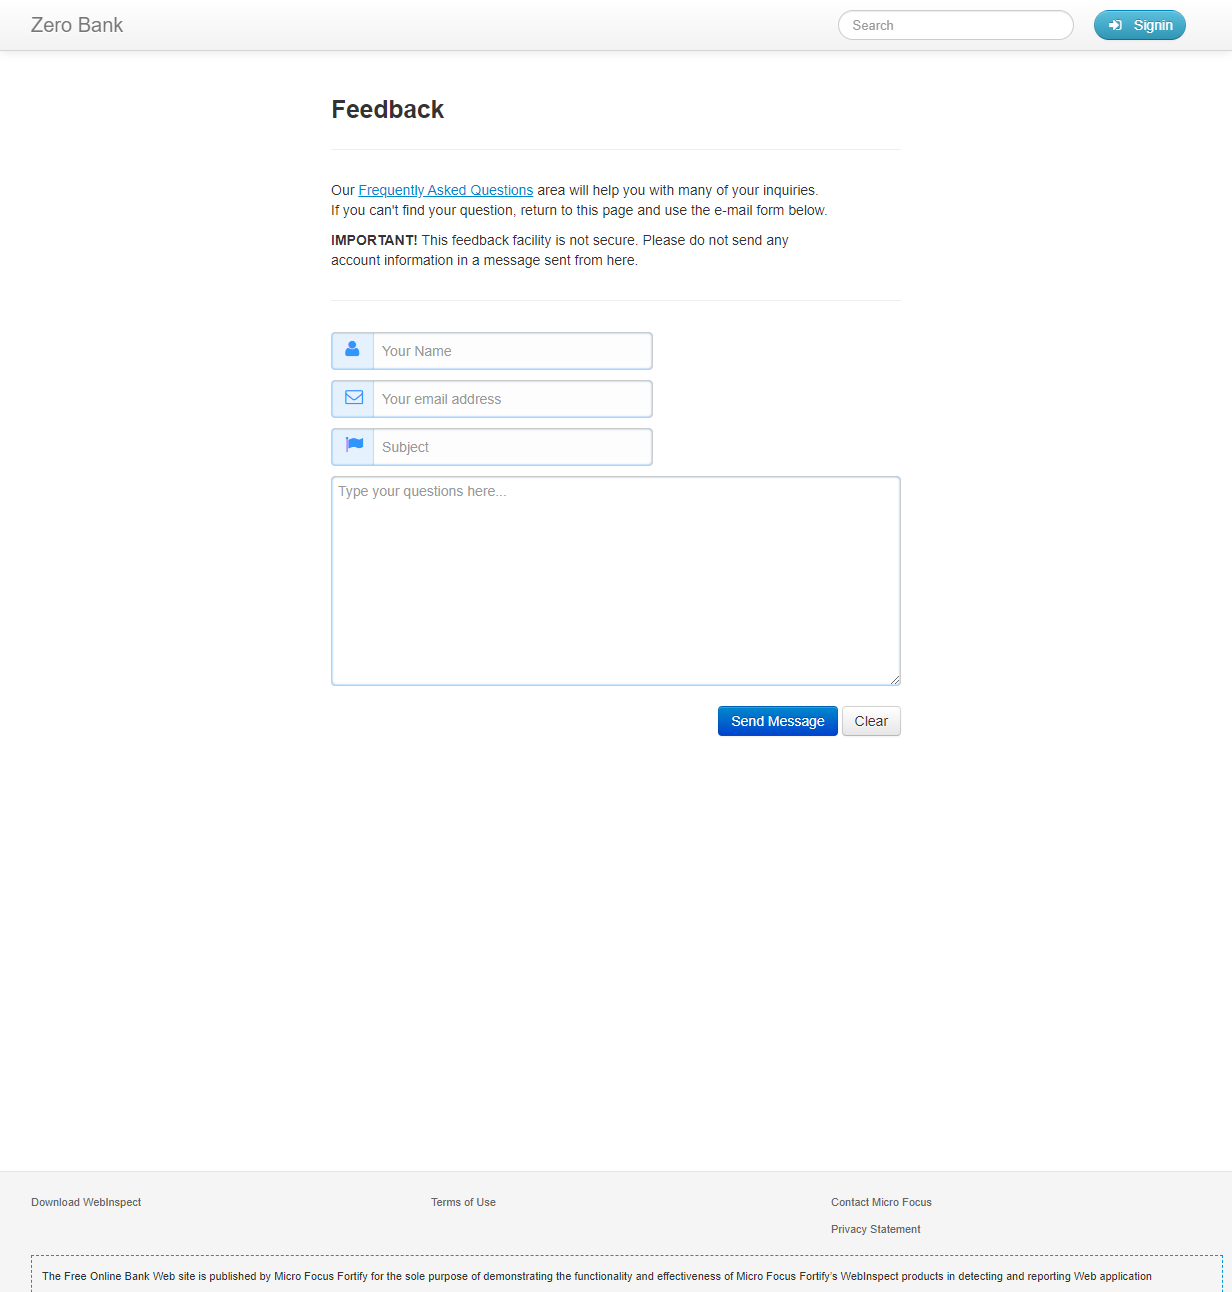 Zero Bank
Search
Signin
Feedback
Our Frequently Asked Questions area will help you with many of your inquiries.
If you can't find your question, return to this page and use the e-mail form below.
IMPORTANT! This feedback facility is not secure. Please do not send any
account information in a message sent from here.
Your Name
Your email address
Subject
Type your questions here...
Send Message
Clear
Download WebInspect
Terms of Use
Contact Micro Focus
Privacy Statement
The Free Online Bank Web site is published by Micro Focus Fortify for the sole purpose of demonstrating the functionality and effectiveness of Micro Focus Fortify's WebInspect products in detecting and reporting Web application